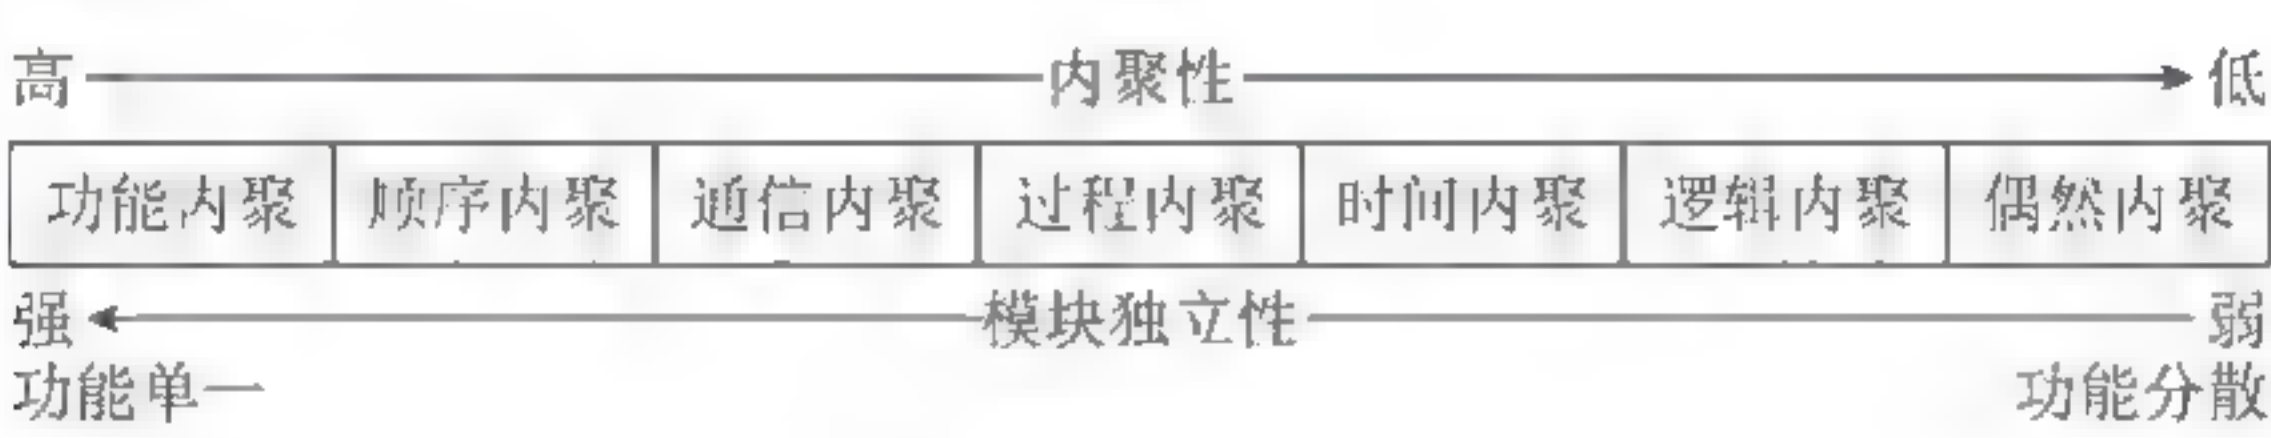 高 内聚性 低
功能内聚 顺序内聚 通信内聚 过程内聚 时间内聚 逻辑内聚 偶然内聚
强 模块独立性 弱
功能单一 功能分散